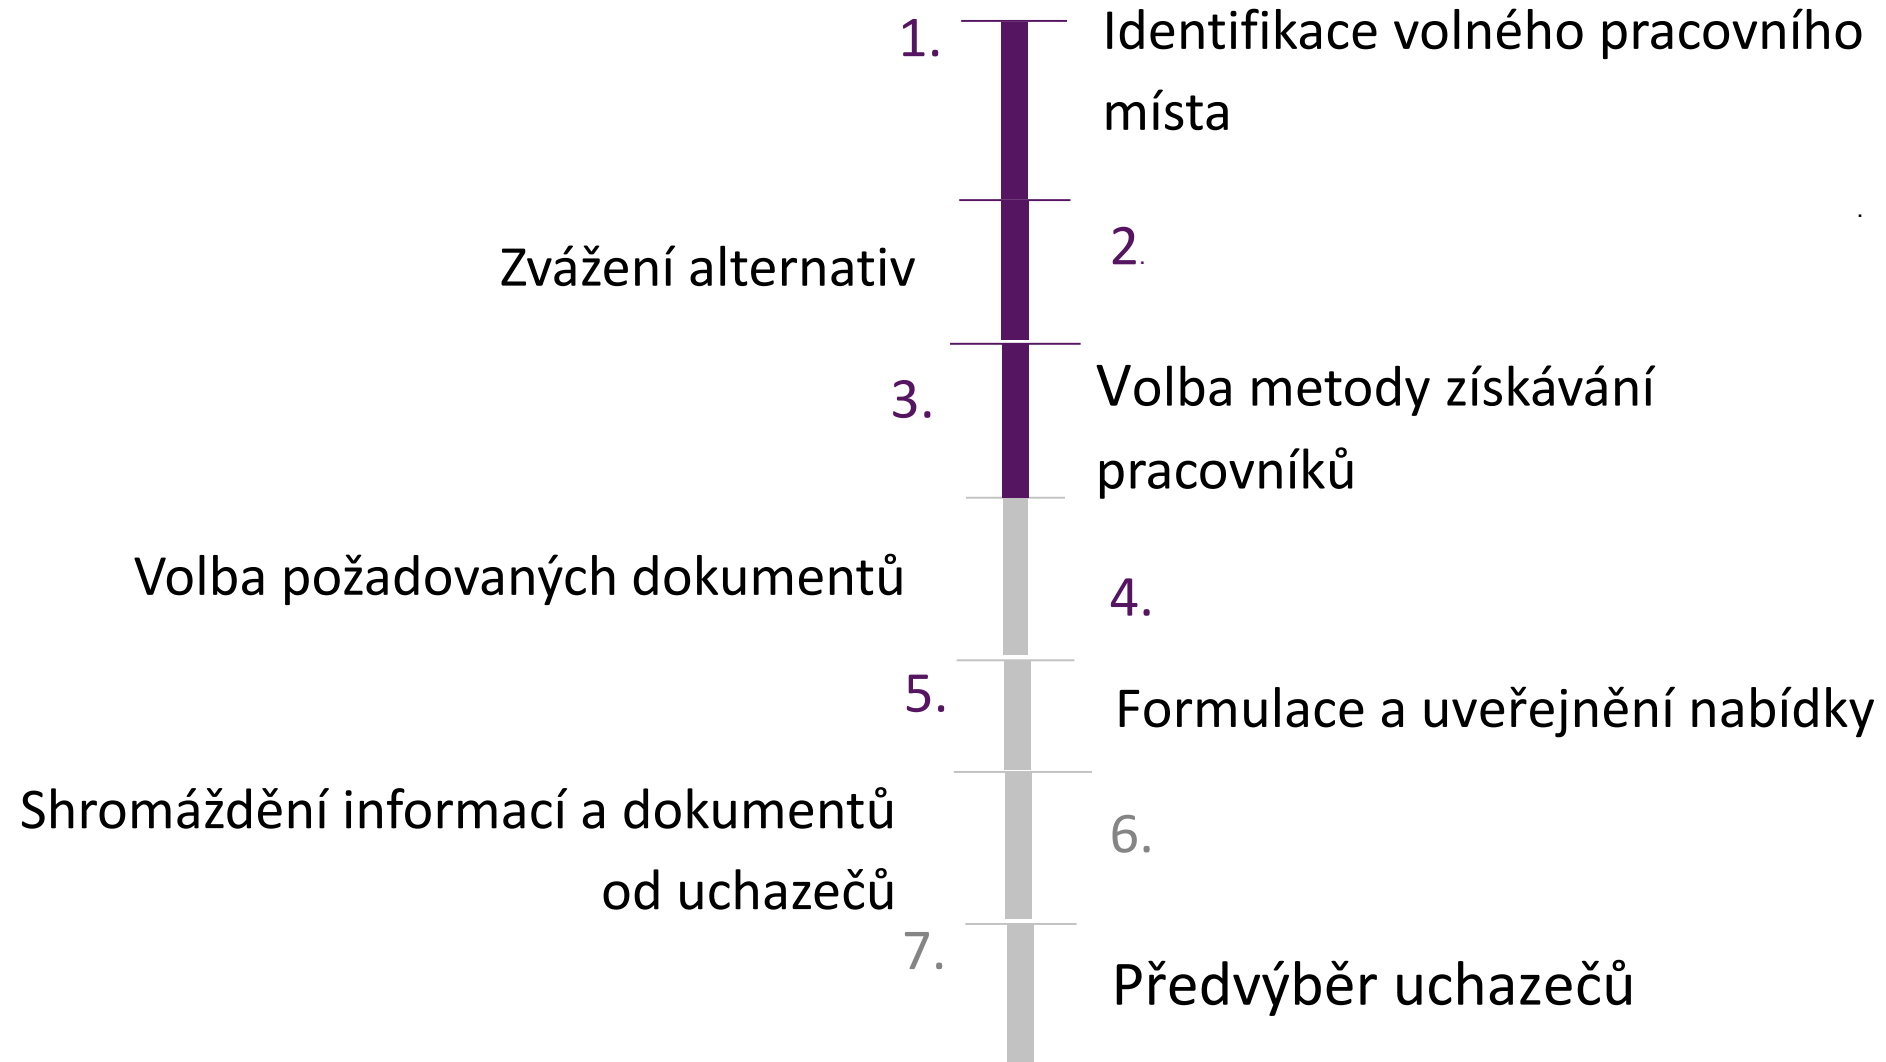 1.
Identifikace volného pracovního
místa
.
Zvážení alternativ
2.
3.
Volba metody získávání
pracovníků
Volba požadovaných dokumentů
4.
5.
Formulace a uveřejnění nabídky
Shromáždění informací a dokumentů
od uchazečů
6.
7.
Předvýběr uchazečů